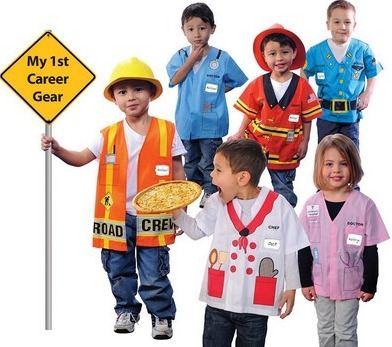 My 1st
Career
Gear
ROAD CREW
CHEF
DOCTOR